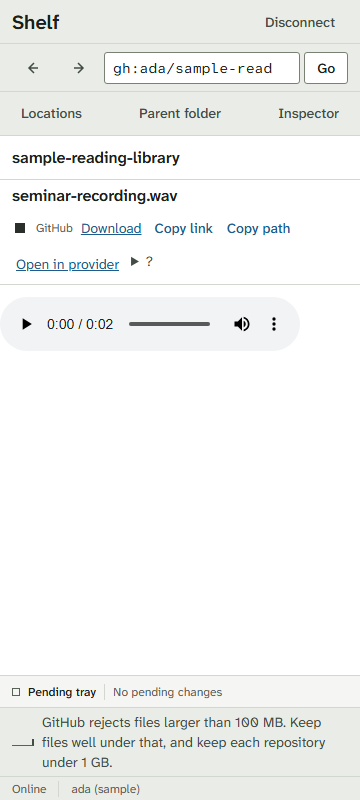 Shelf
Disconnect
gh:ada/sample-read
Go
Locations
Parent folder
Inspector
sample-reading-library
seminar-recording.wav
GitHub
Download
Copy link
Copy path
Open in provider
?
0:00 / 0:02
Pending tray
No pending changes
GitHub rejects files larger than 100 MB. Keep
files well under that, and keep each repository
under 1 GB.
Online
ada (sample)